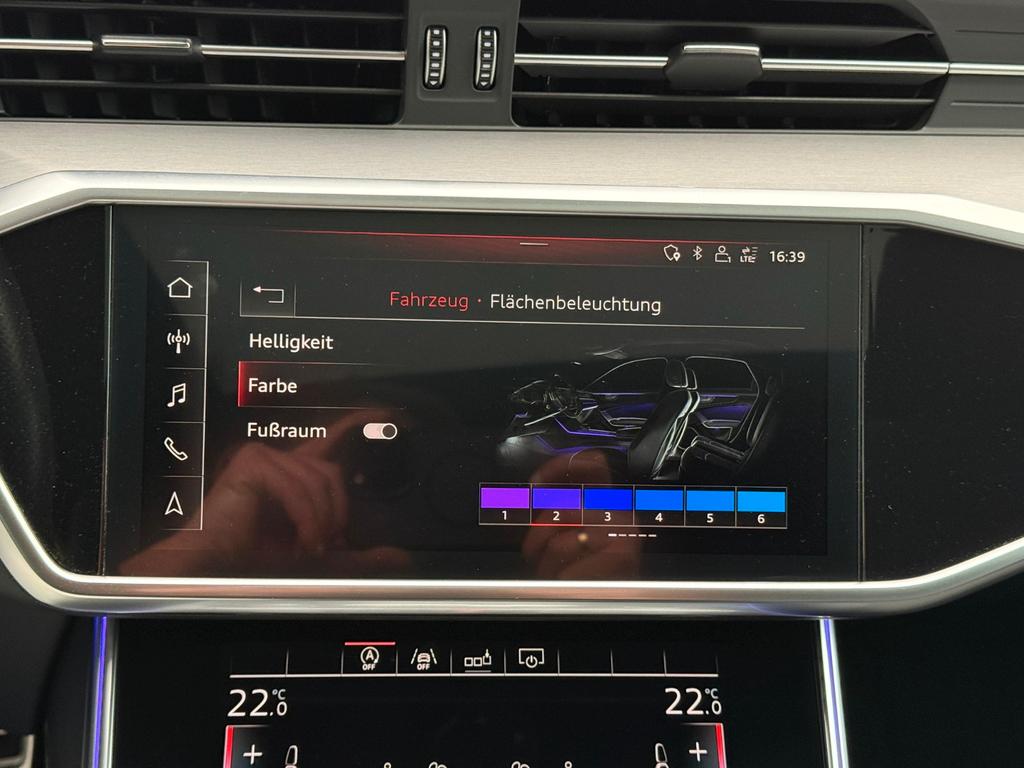 LTE 16:39
Fahrzeug · Flächenbeleuchtung
Helligkeit
Farbe
Fußraum
1 2 3 4 5 6
A OFF OFF
22.0 °C 22.0 °C
+ +